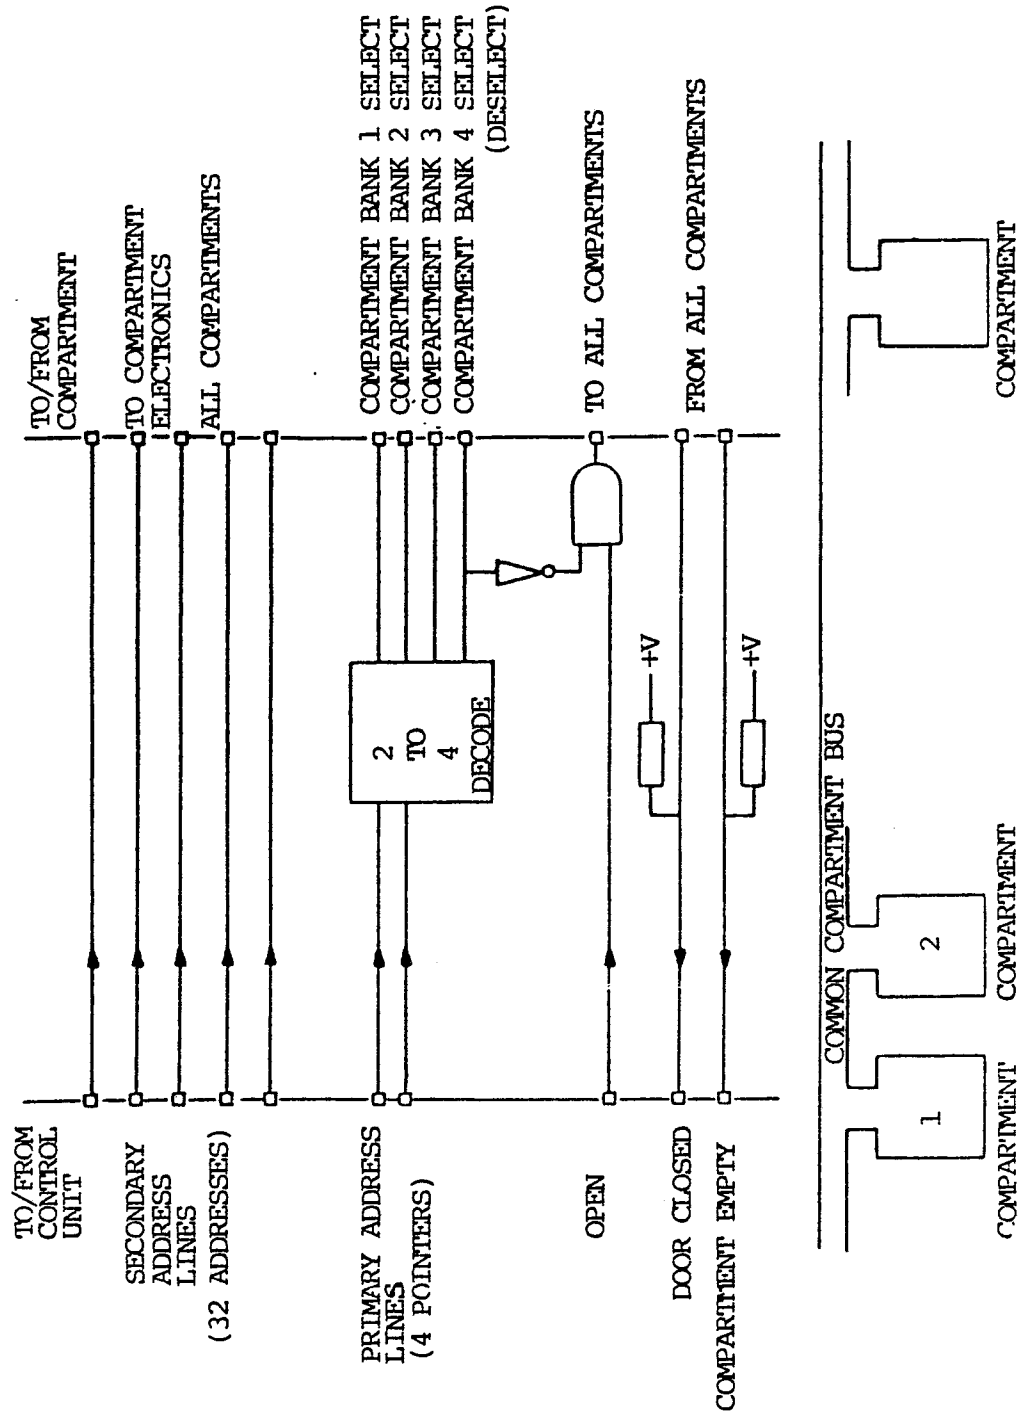 TO/FROM
CONTROL
UNIT
TO/FROM
COMPARTMENT
SECONDARY
ADDRESS
LINES
(32 ADDRESSES)
TO COMPARTMENT
ELECTRONICS
ALL COMPARTMENTS
PRIMARY ADDRESS
LINES
(4 POINTERS)
2
TO
4
DECODE
COMPARTMENT BANK 1 SELECT
COMPARTMENT BANK 2 SELECT
COMPARTMENT BANK 3 SELECT
COMPARTMENT BANK 4 SELECT
(DESELECT)
OPEN
TO ALL COMPARTMENTS
+V
DOOR CLOSED
FROM ALL COMPARTMENTS
COMPARTMENT EMPTY
+V
COMMON COMPARTMENT BUS
1
2
COMPARTMENT
COMPARTMENT
COMPARTMENT